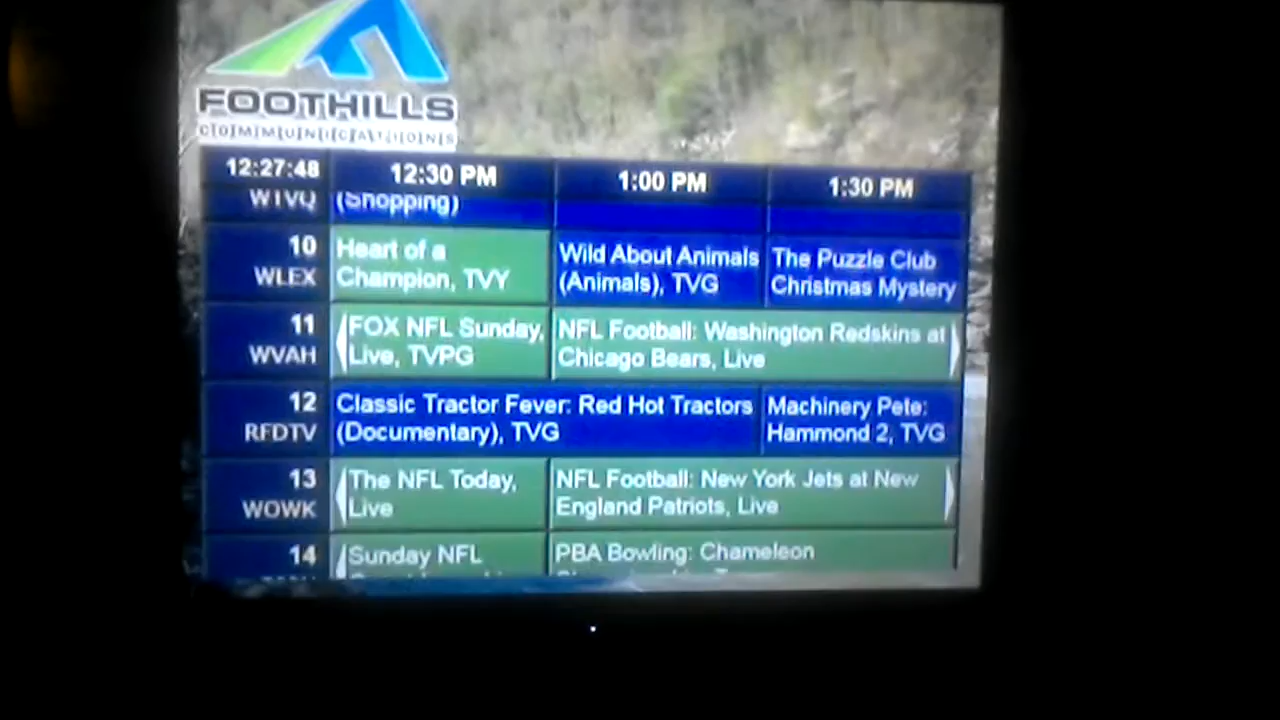 FOOTHILLS
COMMUNICATIONS
12:27:48 12:30 PM 1:00 PM 1:30 PM
WTVQ (Shopping)
10 WLEX
Heart of a
Champion, TVY
Wild About Animals
(Animals), TVG
The Puzzle Club
Christmas Mystery
11 WVAH
FOX NFL Sunday,
Live, TVPG
NFL Football: Washington Redskins at
Chicago Bears, Live
12 RFDTV
Classic Tractor Fever: Red Hot Tractors
(Documentary), TVG
Machinery Pete:
Hammond 2, TVG
13 WOWK
The NFL Today,
Live
NFL Football: New York Jets at New
England Patriots, Live
14
Sunday NFL
PBA Bowling: Chameleon